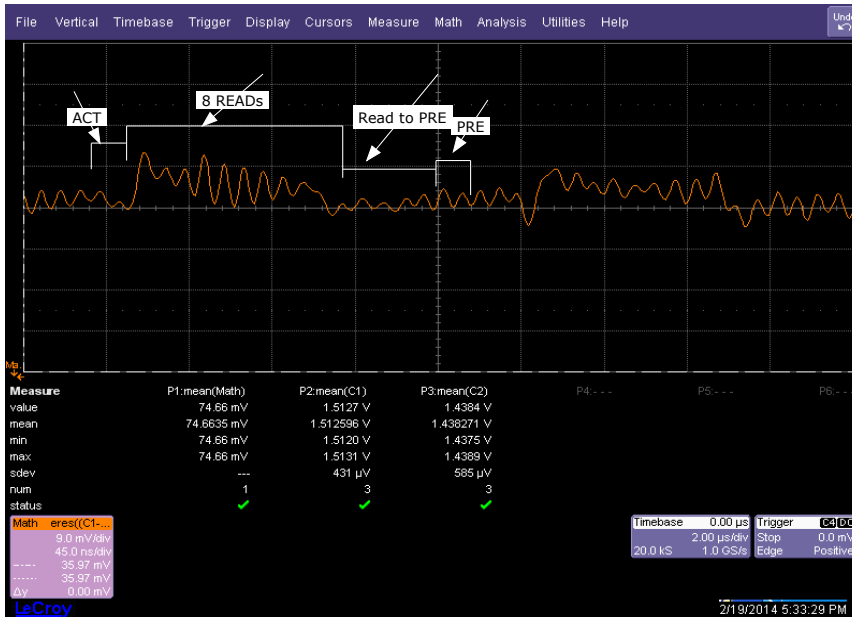 File Vertical Timebase Trigger Display Cursors Measure Math Analysis Utilities Help
8 READs
ACT
Read to PRE
PRE
Measure P1:mean(Math) P2:mean(C1) P3:mean(C2) P4:--- P5:--- P6:---
value 74.66 mV 1.5127 V 1.4384 V
mean 74.6635 mV 1.512596 V 1.438271 V
min 74.66 mV 1.5120 V 1.4375 V
max 74.66 mV 1.5131 V 1.4389 V
sdev --- 431 µV 585 µV
num 1 3 3
status
Math eres((C1-...
9.0 mV/div
45.0 ns/div
35.97 mV
35.97 mV
Δy 0.00 mV
Timebase 0.00 µs
2.00 µs/div
20.0 kS 1.0 GS/s
Trigger C4 DC
Stop 0.0 mV
Edge Positive
LeCroy
2/19/2014 5:33:29 PM